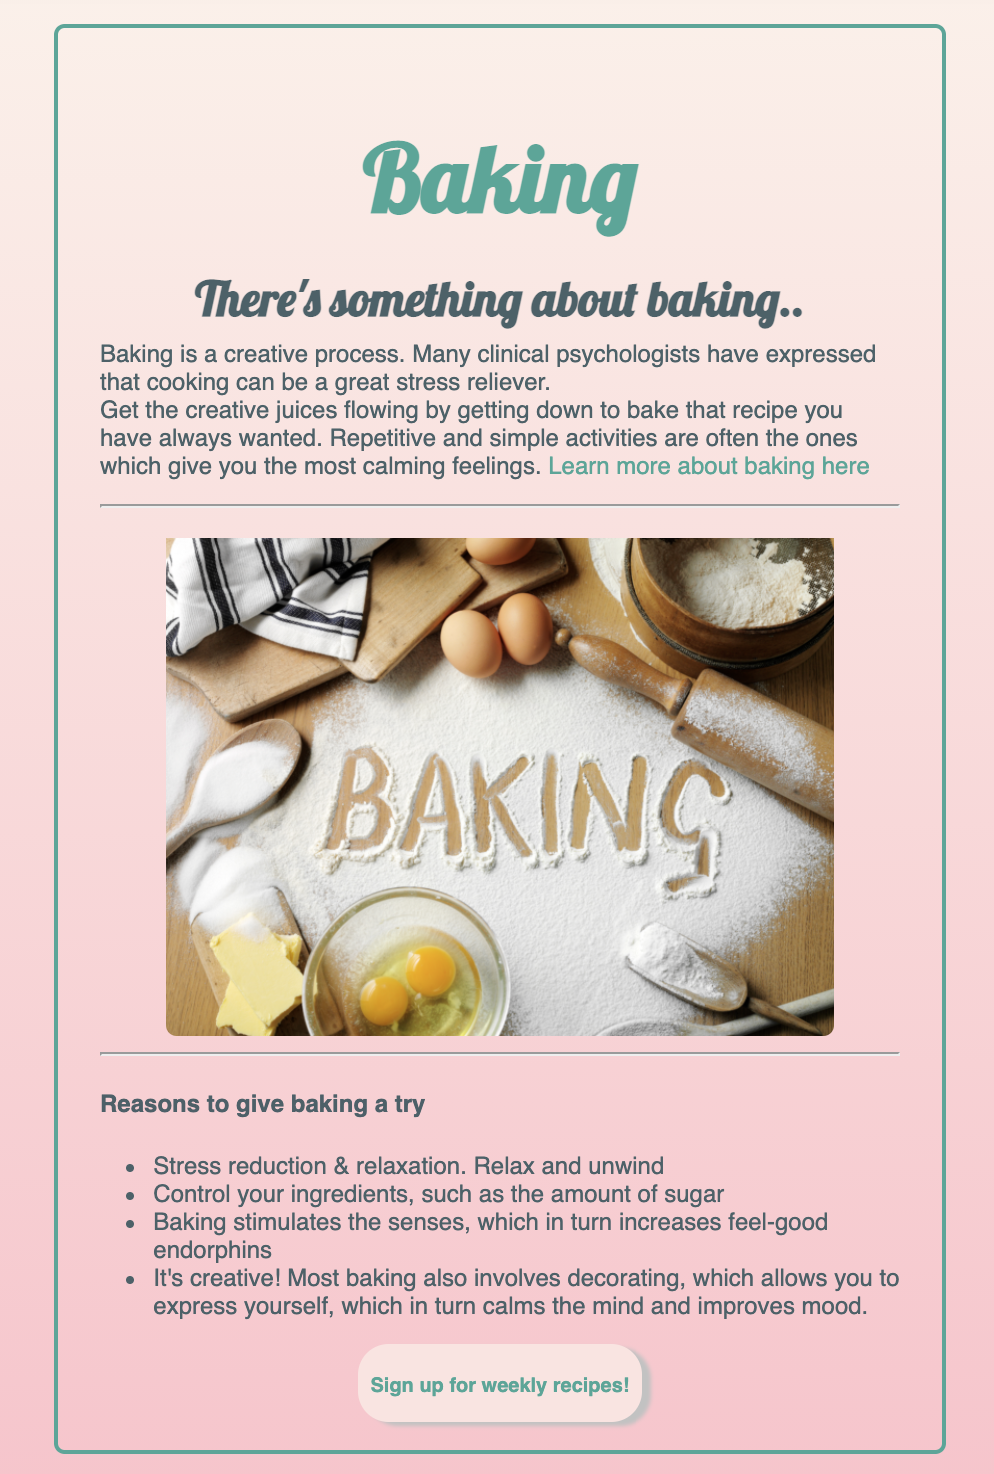 Baking
There's something about baking..
Baking is a creative process. Many clinical psychologists have expressed
that cooking can be a great stress reliever.
Get the creative juices flowing by getting down to bake that recipe you
have always wanted. Repetitive and simple activities are often the ones
which give you the most calming feelings. Learn more about baking here
BAKING
Reasons to give baking a try
• Stress reduction & relaxation. Relax and unwind
• Control your ingredients, such as the amount of sugar
• Baking stimulates the senses, which in turn increases feel-good
endorphins
• It's creative! Most baking also involves decorating, which allows you to
express yourself, which in turn calms the mind and improves mood.
Sign up for weekly recipes!